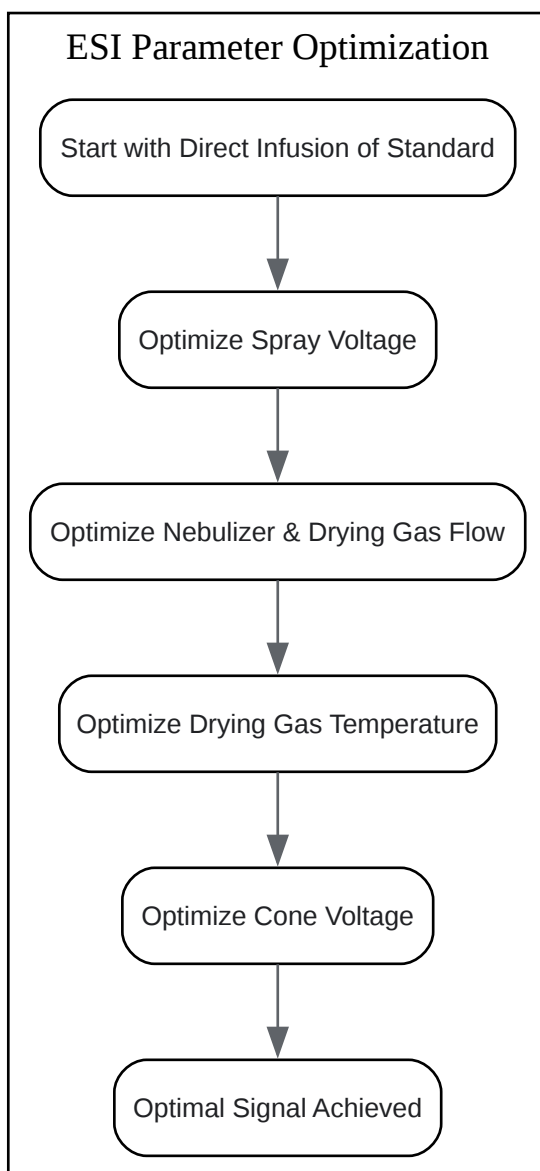 ESI Parameter Optimization
Start with Direct Infusion of Standard
Optimize Spray Voltage
Optimize Nebulizer & Drying Gas Flow
Optimize Drying Gas Temperature
Optimize Cone Voltage
Optimal Signal Achieved